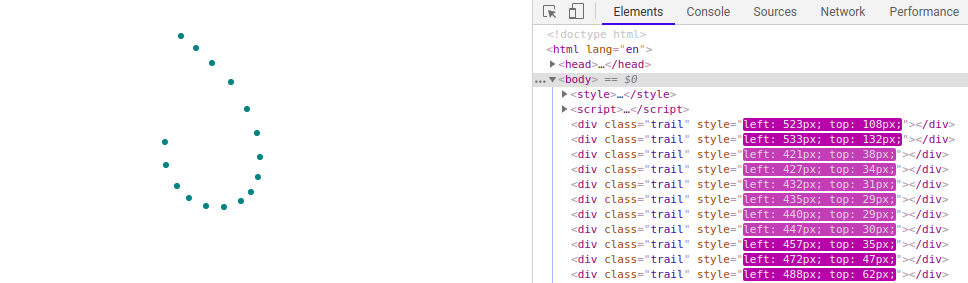 Elements Console Sources Network Performance
<!doctype html>
<html lang="en">
<head>…</head>
… <body> == $0
<style>…</style>
<script>…</script>
<div class="trail" style="left: 523px; top: 108px;"></div>
<div class="trail" style="left: 533px; top: 132px;"></div>
<div class="trail" style="left: 421px; top: 38px;"></div>
<div class="trail" style="left: 427px; top: 34px;"></div>
<div class="trail" style="left: 432px; top: 31px;"></div>
<div class="trail" style="left: 435px; top: 29px;"></div>
<div class="trail" style="left: 440px; top: 29px;"></div>
<div class="trail" style="left: 447px; top: 30px;"></div>
<div class="trail" style="left: 457px; top: 35px;"></div>
<div class="trail" style="left: 472px; top: 47px;"></div>
<div class="trail" style="left: 488px; top: 62px;"></div>